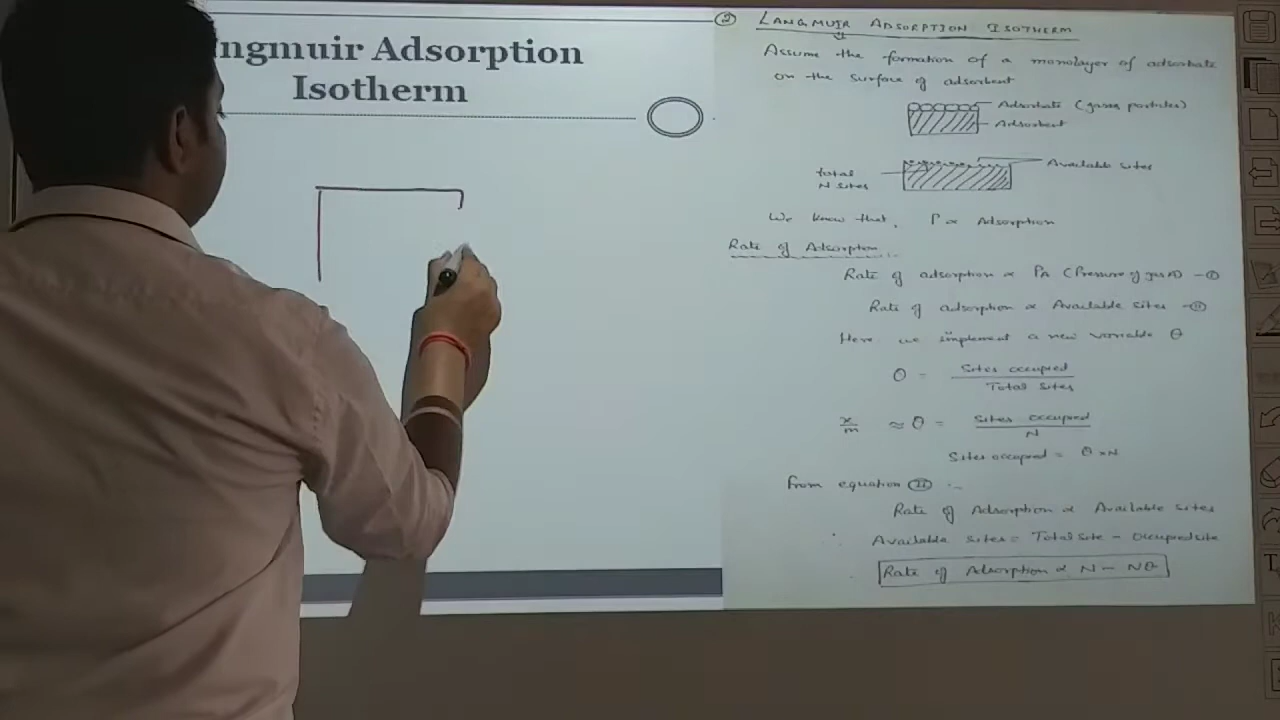 ngmuir Adsorption
Isotherm
② LANGMUIR ADSORPTION ISOTHERM
Assume the formation of a monolayer of adsorbate
on the surface of adsorbent
Adsorbate (gases particles)
Adsorbent
Total
N sites
Available sites
We know that, P ∝ Adsorption
Rate of Adsorption :-
Rate of adsorption ∝ PA (Pressure of gas A) - Ⓘ
Rate of adsorption ∝ Available sites - Ⅱ
Here we implement a new variable θ
θ = Sites occupied / Total sites
x/m ≈ θ = Sites occupied / N
Sites occupied = θ × N
From equation Ⅱ :-
Rate of Adsorption ∝ Available sites
∴ Available sites = Total site - occupied site
Rate of Adsorption ∝ N - Nθ